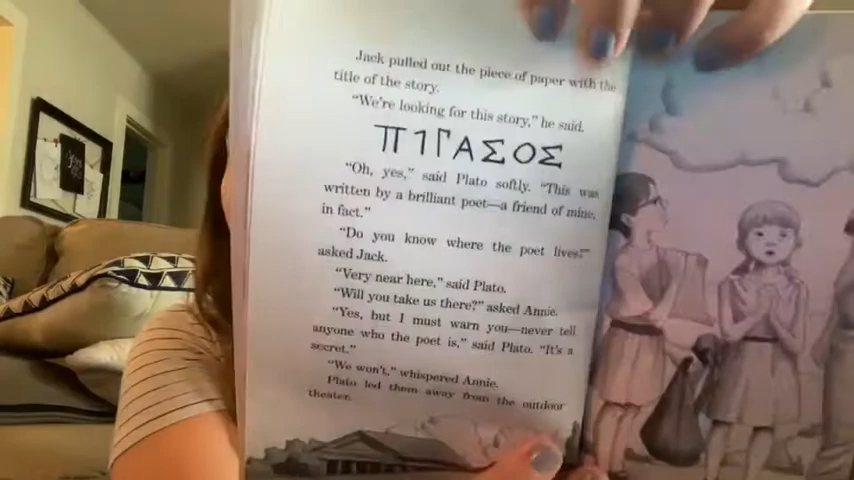 Jack pulled out the piece of paper with the
title of the story.
“We’re looking for this story,” he said.
Π1ΓΑΣΟΣ
“Oh, yes,” said Plato softly. “This was
written by a brilliant poet—a friend of mine,
in fact.”
“Do you know where the poet lives?”
asked Jack.
“Very near here,” said Plato.
“Will you take us there?” asked Annie.
“Yes, but I must warn you—never tell
anyone who the poet is,” said Plato. “It’s a
secret.”
“We won’t,” whispered Annie.
Plato led them away from the outdoor
theater.